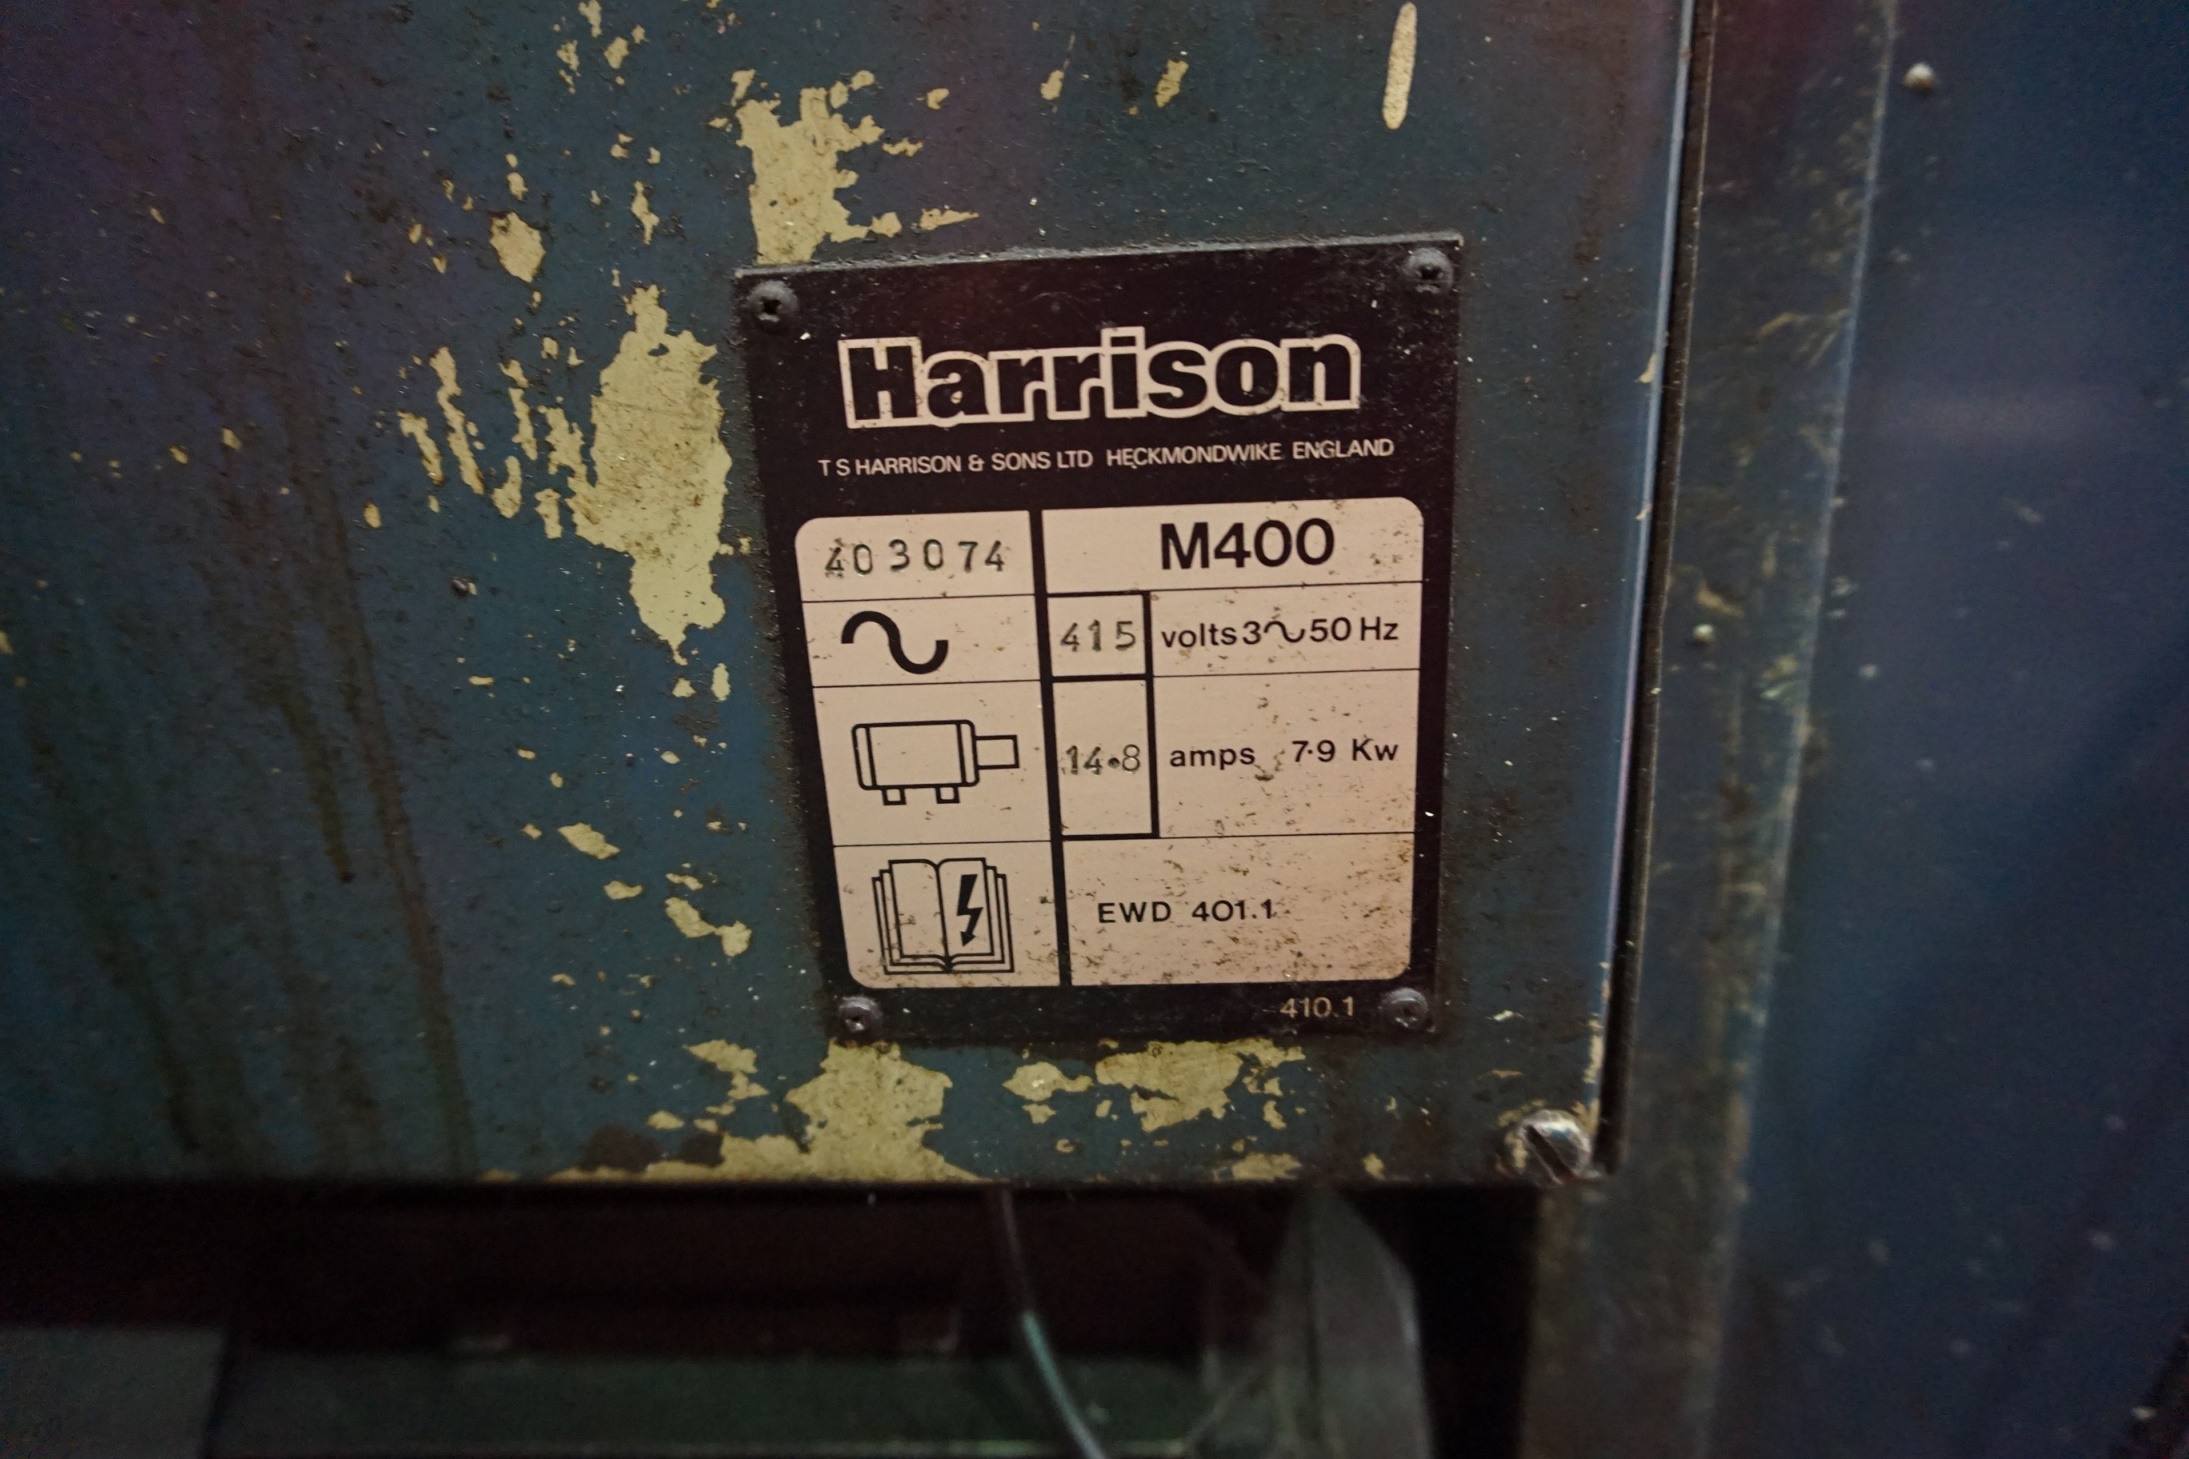 Harrison
T S HARRISON & SONS LTD HECKMONDWIKE ENGLAND
403074 M400
415 volts 3∿50 Hz
14·8 amps 7·9 Kw
EWD 401.1
410.1